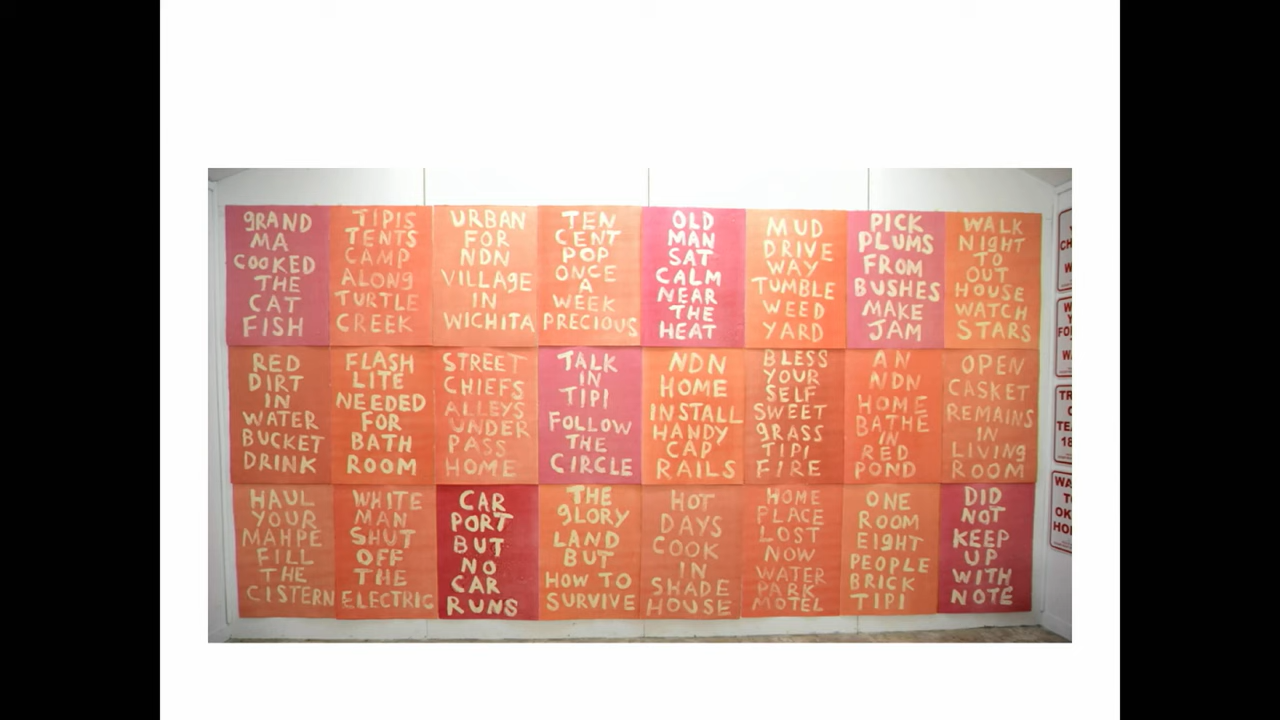 gRAND
MA
COOKED
THE
CAT
FISH
TIPIS
TENTS
CAMP
ALONG
TURTLE
CREEK
URBAN
FOR
NDN
VILLAgE
IN
WICHITA
TEN
CENT
POP
ONCE
A
WEEK
PRECIOUS
OLD
MAN
SAT
CALM
NEAR
THE
HEAT
MUD
DRIVE
WAY
TUMBLE
WEED
YARD
PICK
PLUMS
FROM
BUSHES
MAKE
JAM
WALK
NIgHT
TO
OUT
HOUSE
WATCH
STARS
RED
DIRT
IN
WATER
BUCKET
DRINK
FLASH
LITE
NEEDED
FOR
BATH
ROOM
STREET
CHIEFS
ALLEYS
UNDER
PASS
HOME
TALK
IN
TIPI
FOLLOW
THE
CIRCLE
NDN
HOME
INSTALL
HANDY
CAP
RAILS
BLESS
YOUR
SELF
SWEET
gRASS
TIPI
FIRE
AN
NDN
HOME
BATHE
IN
RED
POND
OPEN
CASKET
REMAINS
IN
LIVINg
ROOM
HAUL
YOUR
MAHPE
FILL
THE
CISTERN
WHITE
MAN
SHUT
OFF
THE
ELECTRIC
CAR
PORT
BUT
NO
CAR
RUNS
THE
gLORY
LAND
BUT
HOW TO
SURVIVE
HOT
DAYS
COOK
IN
SHADE
HOUSE
HOME
PLACE
LOST
NOW
WATER
PARK
MOTEL
ONE
ROOM
EIgHT
PEOPLE
BRICK
TIPI
DID
NOT
KEEP
UP
WITH
NOTE